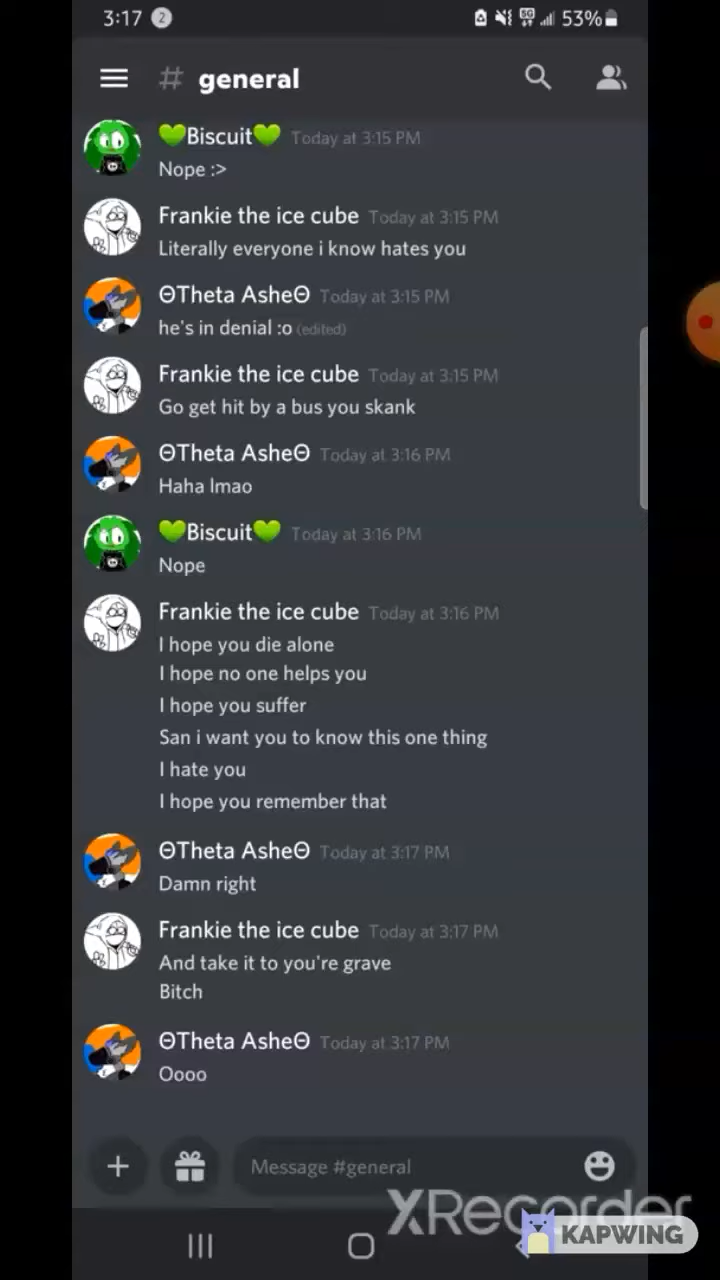 3:17 2 5G 53%
# general
💚Biscuit💚 Today at 3:15 PM
Nope :>
Frankie the ice cube Today at 3:15 PM
Literally everyone i know hates you
ΘTheta AsheΘ Today at 3:15 PM
he's in denial :o (edited)
Frankie the ice cube Today at 3:15 PM
Go get hit by a bus you skank
ΘTheta AsheΘ Today at 3:16 PM
Haha lmao
💚Biscuit💚 Today at 3:16 PM
Nope
Frankie the ice cube Today at 3:16 PM
I hope you die alone
I hope no one helps you
I hope you suffer
San i want you to know this one thing
I hate you
I hope you remember that
ΘTheta AsheΘ Today at 3:17 PM
Damn right
Frankie the ice cube Today at 3:17 PM
And take it to you're grave
Bitch
ΘTheta AsheΘ Today at 3:17 PM
Oooo
Message #general
XRecorder
KAPWING